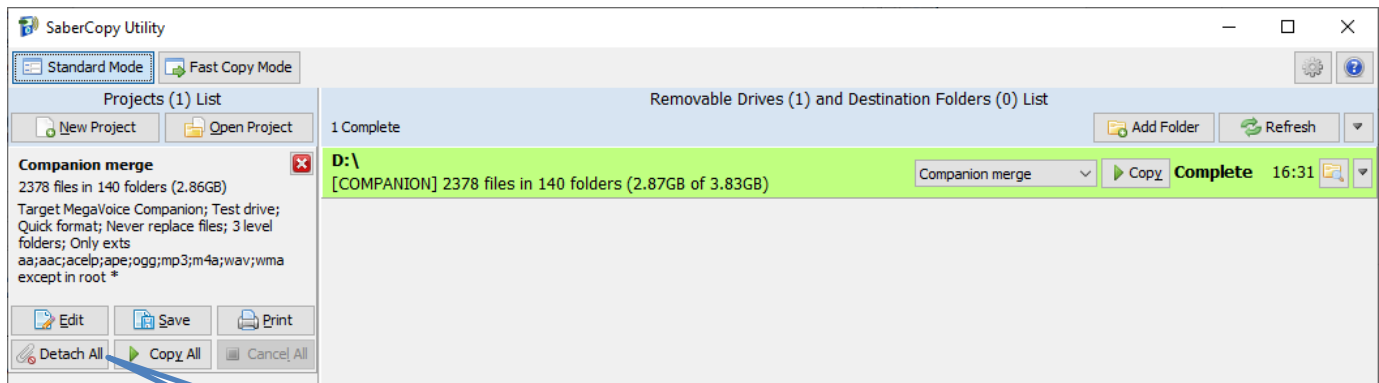 SaberCopy Utility
Standard Mode Fast Copy Mode
Projects (1) List
New Project Open Project
Companion merge
2378 files in 140 folders (2.86GB)
Target MegaVoice Companion; Test drive;
Quick format; Never replace files; 3 level
folders; Only exts
aa;aac;acelp;ape;ogg;mp3;m4a;wav;wma
except in root *
Edit Save Print
Detach All Copy All Cancel All
Removable Drives (1) and Destination Folders (0) List
1 Complete Add Folder Refresh
D:\
[COMPANION] 2378 files in 140 folders (2.87GB of 3.83GB) Companion merge Copy Complete 16:31